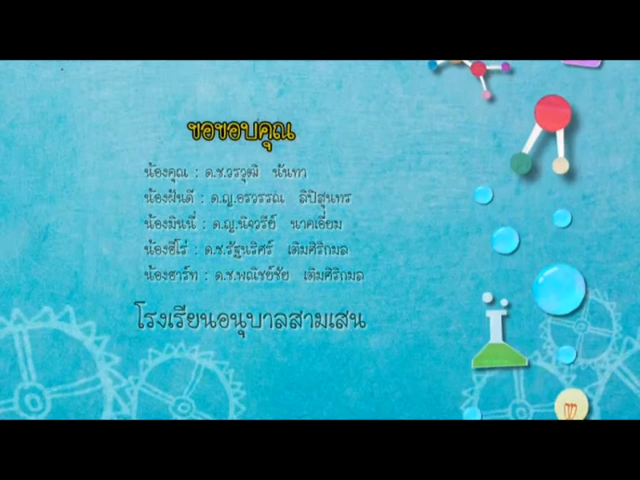 ขอขอบคุณ
น้องคุณ : ด.ช.วรวุฒิ นันทา
น้องฝันดี : ด.ญ.อรวรรณ ลิปิสุนทร
น้องมินนี่ : ด.ญ.นิจวรีย์ นาคเอี่ยม
น้องฮีโร่ : ด.ช.รัฐนริศร์ เติมศิริกมล
น้องฮาร์ท : ด.ช.พณิชย์ชัย เติมศิริกมล
โรงเรียนอนุบาลสามเสน